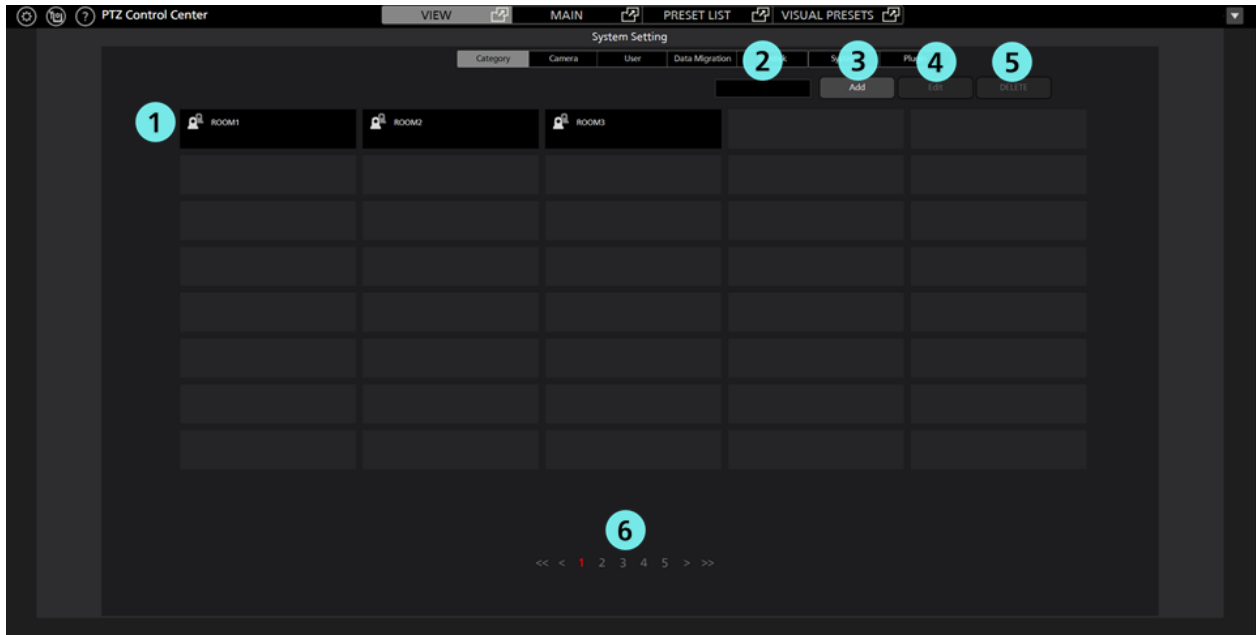 ? PTZ Control Center VIEW MAIN PRESET LIST VISUAL PRESETS
System Setting
Category Camera User Data Migration
2 3 4 5
Add Edit DELETE
1 ROOM1 ROOM2 ROOM3
6
<< < 1 2 3 4 5 > >>